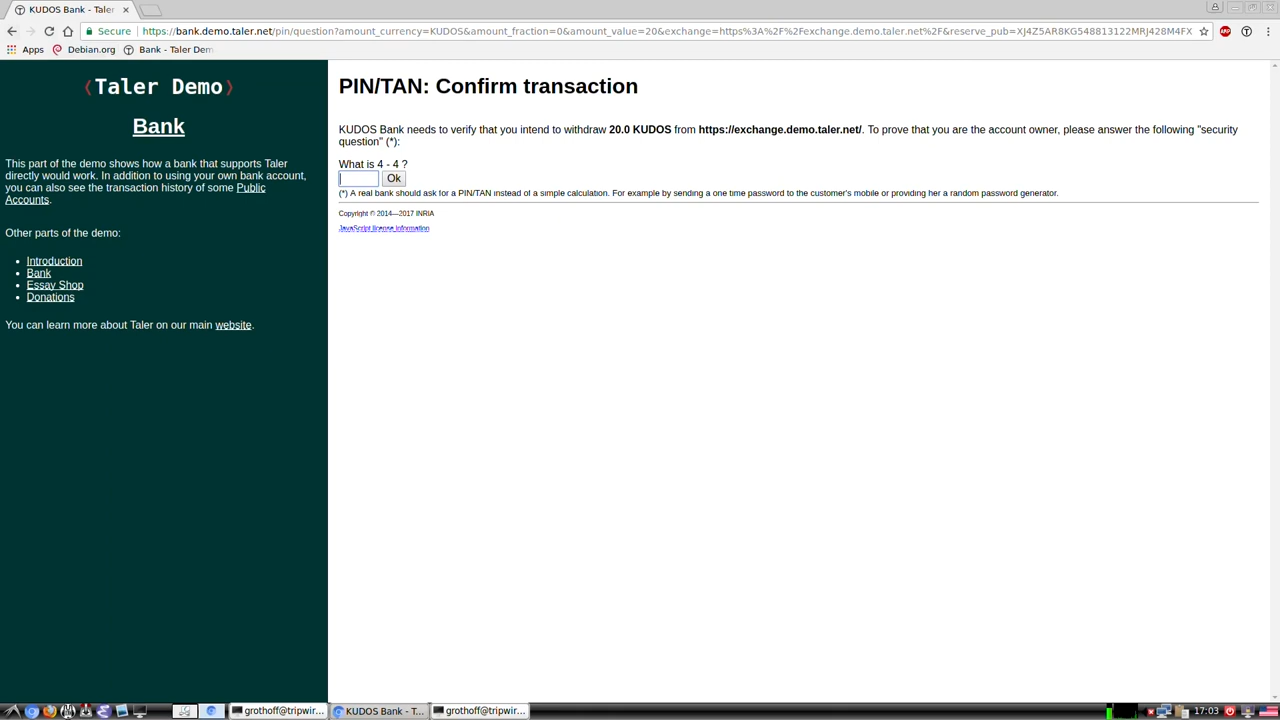 KUDOS Bank - Taler
Secure https://bank.demo.taler.net/pin/question?amount_currency=KUDOS&amount_fraction=0&amount_value=20&exchange=https%3A%2F%2Fexchange.demo.taler.net%2F&reserve_pub=XJ4Z5AR8KG548813122MRJ428M4FX
Apps Debian.org Bank - Taler Dem
⟨Taler Demo⟩
Bank
This part of the demo shows how a bank that supports Taler
directly would work. In addition to using your own bank account,
you can also see the transaction history of some Public
Accounts.
Other parts of the demo:
• Introduction
• Bank
• Essay Shop
• Donations
You can learn more about Taler on our main website.
PIN/TAN: Confirm transaction
KUDOS Bank needs to verify that you intend to withdraw 20.0 KUDOS from https://exchange.demo.taler.net/. To prove that you are the account owner, please answer the following "security
question" (*):
What is 4 - 4 ?
Ok
(*) A real bank should ask for a PIN/TAN instead of a simple calculation. For example by sending a one time password to the customer's mobile or providing her a random password generator.
Copyright © 2014—2017 INRIA
JavaScript license information
grothoff@tripwir... KUDOS Bank - T... grothoff@tripwir... 17:03